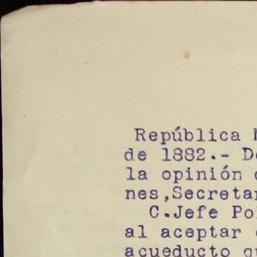 República
de 1882.-
la opinión
nes,Secreta
C.Jefe Po
al aceptar
acueducto